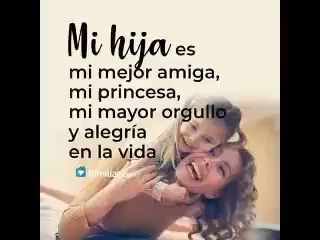 Mi hija es
mi mejor amiga,
mi princesa,
mi mayor orgullo
y alegría
en la vida